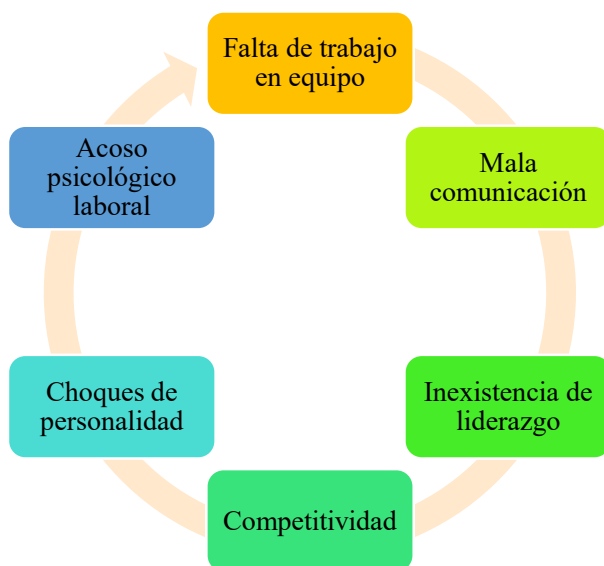 Falta de trabajo
en equipo
Mala
comunicación
Inexistencia de
liderazgo
Competitividad
Choques de
personalidad
Acoso
psicológico
laboral